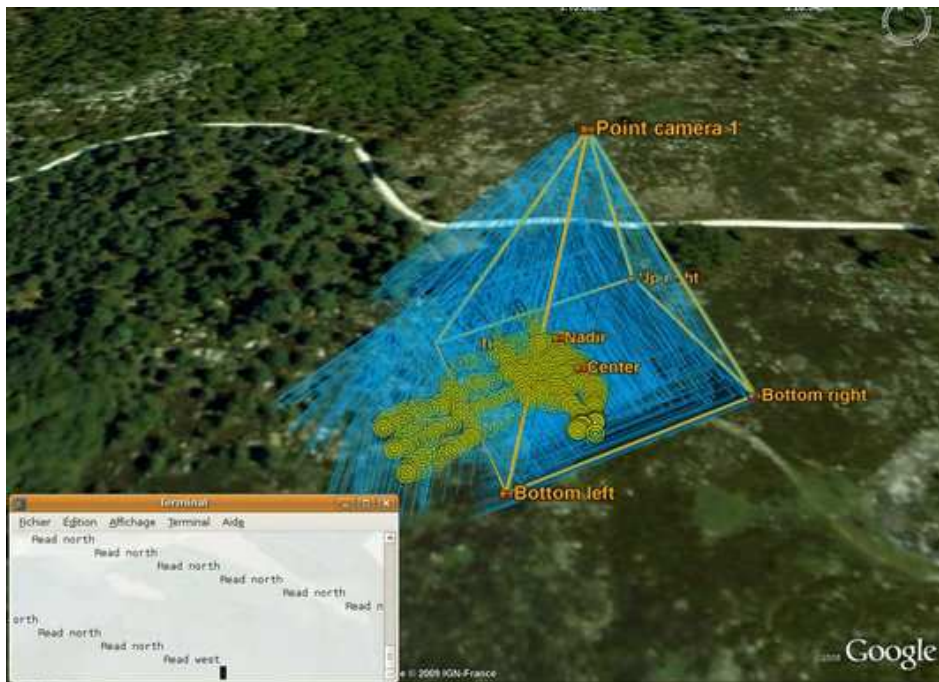 Point camera 1
Up right
Nadir
Center
Bottom right
Bottom left
Terminal
Fichier Édition Affichage Terminal Aide
Read north
Read north
Read north
Read north
Read north
Read n
orth
Read north
Read north
Read west
© 2009 IGN-France
Google